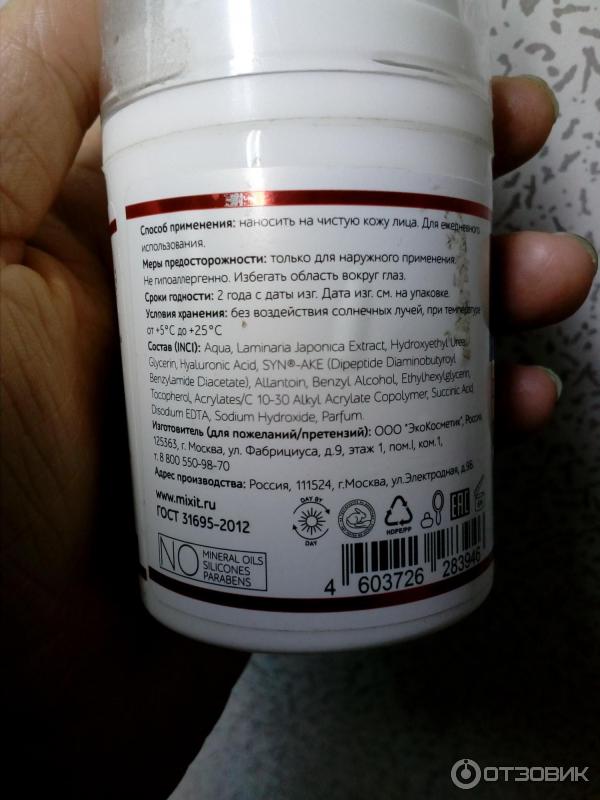 Способ применения: наносить на чистую кожу лица. Для ежедневного
использования.
Меры предосторожности: только для наружного применения.
Не гипоаллергенно. Избегать область вокруг глаз.
Сроки годности: 2 года с даты изг. Дата изг. см. на упаковке.
Условия хранения: без воздействия солнечных лучей, при температуре
от +5°C до +25°C
Состав (INCI): Aqua, Laminaria Japonica Extract, Hydroxyethyl Urea,
Glycerin, Hyaluronic Acid, SYN®-AKE (Dipeptide Diaminobutyroyl
Benzylamide Diacetate), Allantoin, Benzyl Alcohol, Ethylhexylglycerin,
Tocopherol, Acrylates/C 10-30 Alkyl Acrylate Copolymer, Succinic Acid
Disodium EDTA, Sodium Hydroxide, Parfum.
Изготовитель (для пожеланий/претензий): ООО "ЭкоКосметик", Россия,
125363, г. Москва, ул. Фабрициуса, д.9, этаж 1, пом.I, ком.1,
т 8 800 550-98-70
Адрес производства: Россия, 111524, г.Москва, ул.Электродная, д.9В
www.mixit.ru
ГОСТ 31695-2012
DAY BY
DAY
HDPE/PP
EAC
NO
MINERAL OILS
SILICONES
PARABENS
4 603726 283946
ОТЗОВИК